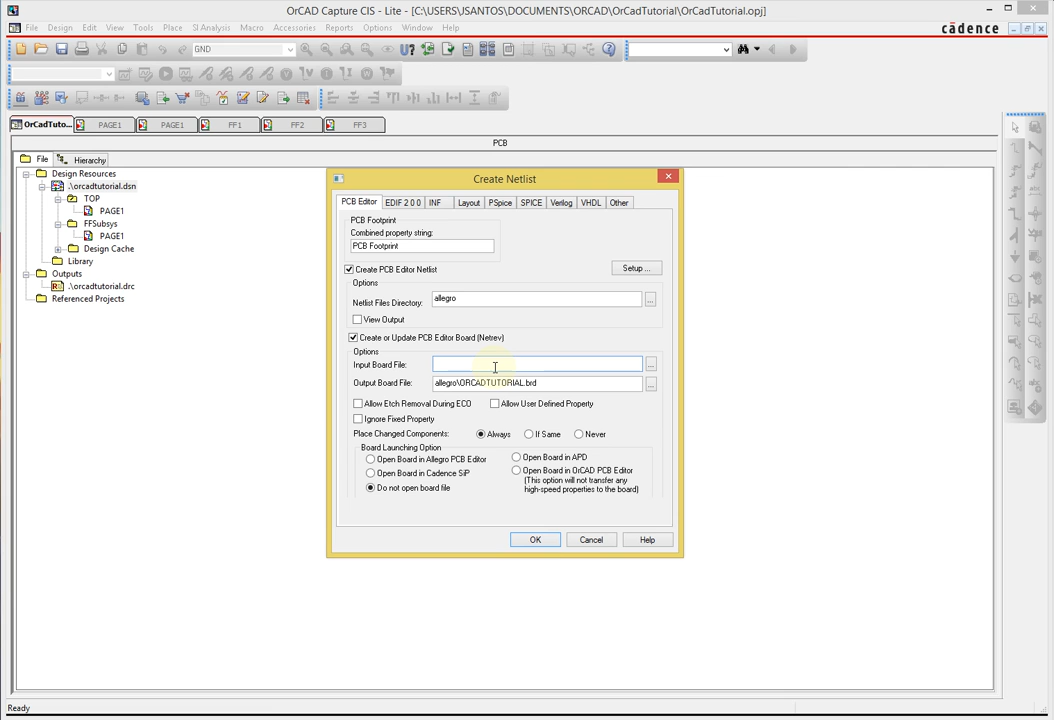 OrCAD Capture CIS - Lite - [C:\USERS\JSANTOS\DOCUMENTS\ORCAD\OrCadTutorial\OrCadTutorial.opj]
File Design Edit View Tools Place SI Analysis Macro Accessories Reports Options Window Help
cādence
GND
OrCadTuto... PAGE1 PAGE1 FF1 FF2 FF3
PCB
File Hierarchy
Design Resources
.\orcadtutorial.dsn
TOP
PAGE1
FFSubsys
PAGE1
Design Cache
Library
Outputs
.\orcadtutorial.drc
Referenced Projects
Create Netlist
PCB Editor EDIF 2 0 0 INF Layout PSpice SPICE Verilog VHDL Other
PCB Footprint
Combined property string:
PCB Footprint
Create PCB Editor Netlist
Setup ...
Options
Netlist Files Directory: allegro ...
View Output
Create or Update PCB Editor Board (Netrev)
Options
Input Board File: ...
Output Board File: allegro\ORCADTUTORIAL.brd ...
Allow Etch Removal During ECO Allow User Defined Property
Ignore Fixed Property
Place Changed Components: Always If Same Never
Board Launching Option
Open Board in Allegro PCB Editor Open Board in APD
Open Board in Cadence SiP Open Board in OrCAD PCB Editor
(This option will not transfer any
Do not open board file high-speed properties to the board)
OK Cancel Help
Ready